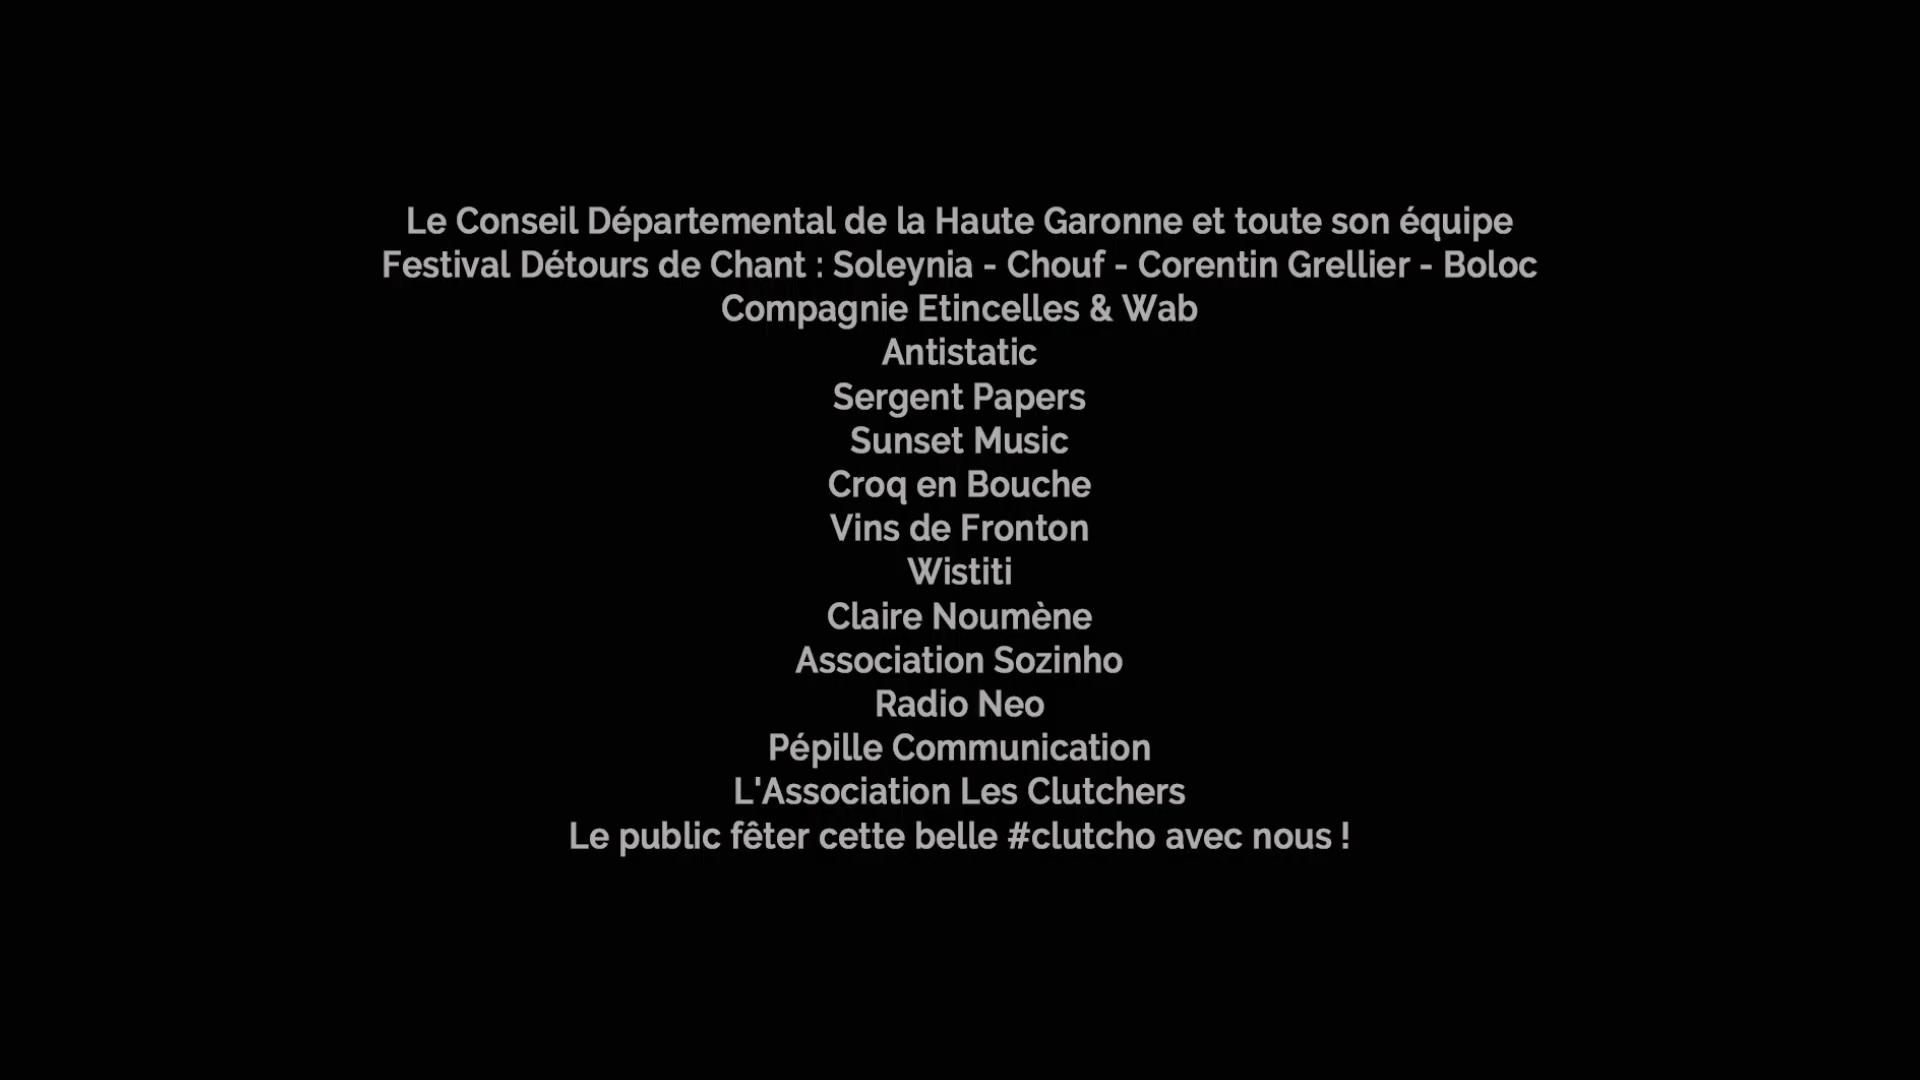 Le Conseil Départemental de la Haute Garonne et toute son équipe
Festival Détours de Chant : Soleynia - Chouf - Corentin Grellier - Boloc
Compagnie Etincelles & Wab
Antistatic
Sergent Papers
Sunset Music
Croq en Bouche
Vins de Fronton
Wistiti
Claire Noumène
Association Sozinho
Radio Neo
Pépille Communication
L'Association Les Clutchers
Le public fêter cette belle #clutcho avec nous !